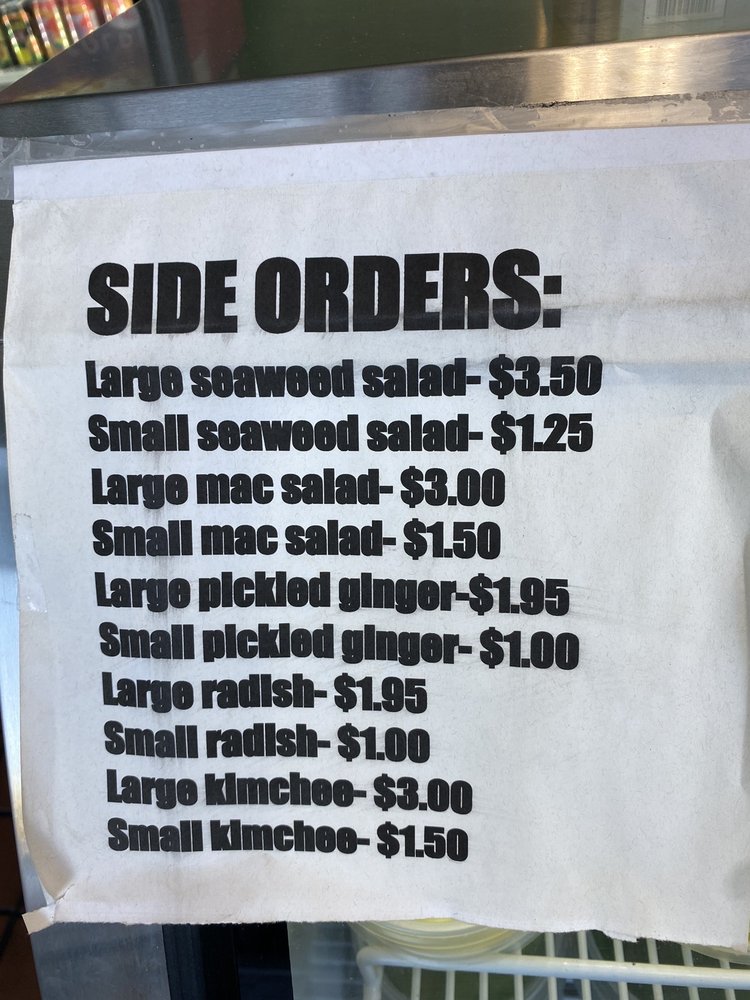 SIDE ORDERS:
Large seaweed salad- $3.50
Small seaweed salad- $1.25
Large mac salad- $3.00
Small mac salad- $1.50
Large pickled ginger-$1.95
Small pickled ginger- $1.00
Large radish- $1.95
Small radish- $1.00
Large kimchee- $3.00
Small kimchee- $1.50